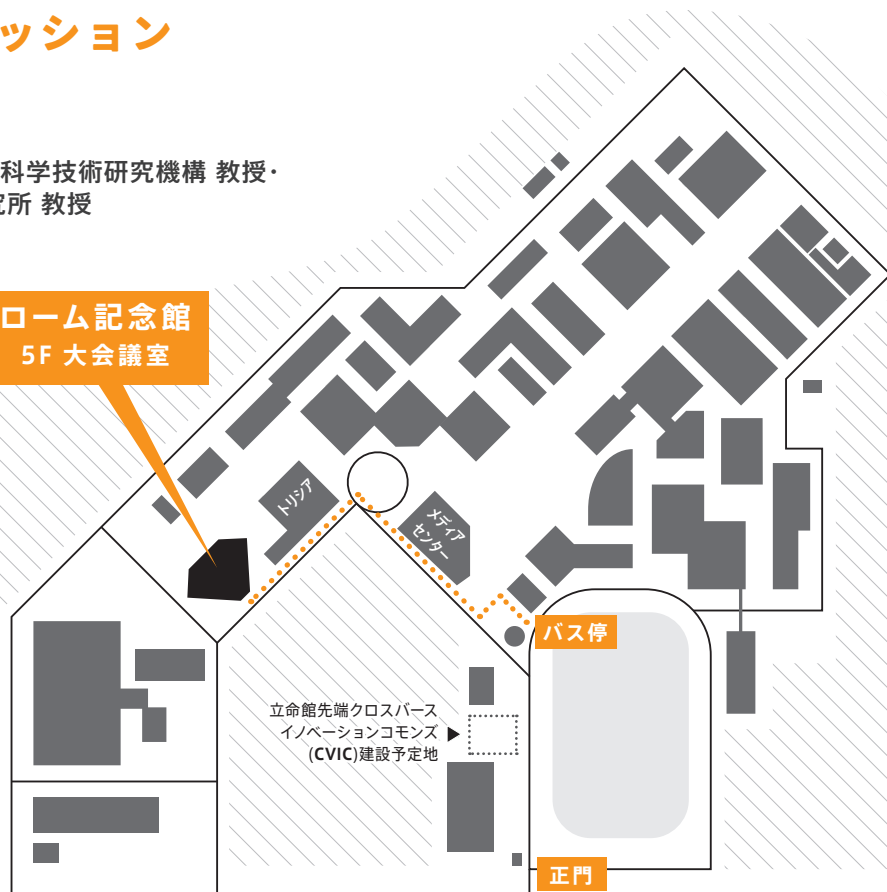 ッション
科学技術研究機構 教授・
究所 教授
ローム記念館
5F 大会議室
トリシア
メディア
センター
バス停
立命館先端クロスバース
イノベーションコモンズ
(CVIC)建設予定地
正門